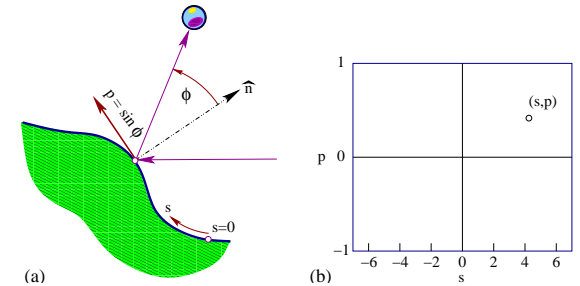 n̂
ϕ
p = sin ϕ
s
s=0
(a)
1
(s,p)
p
0
−1
−6 −4 −2 0 2 4 6
s
(b)